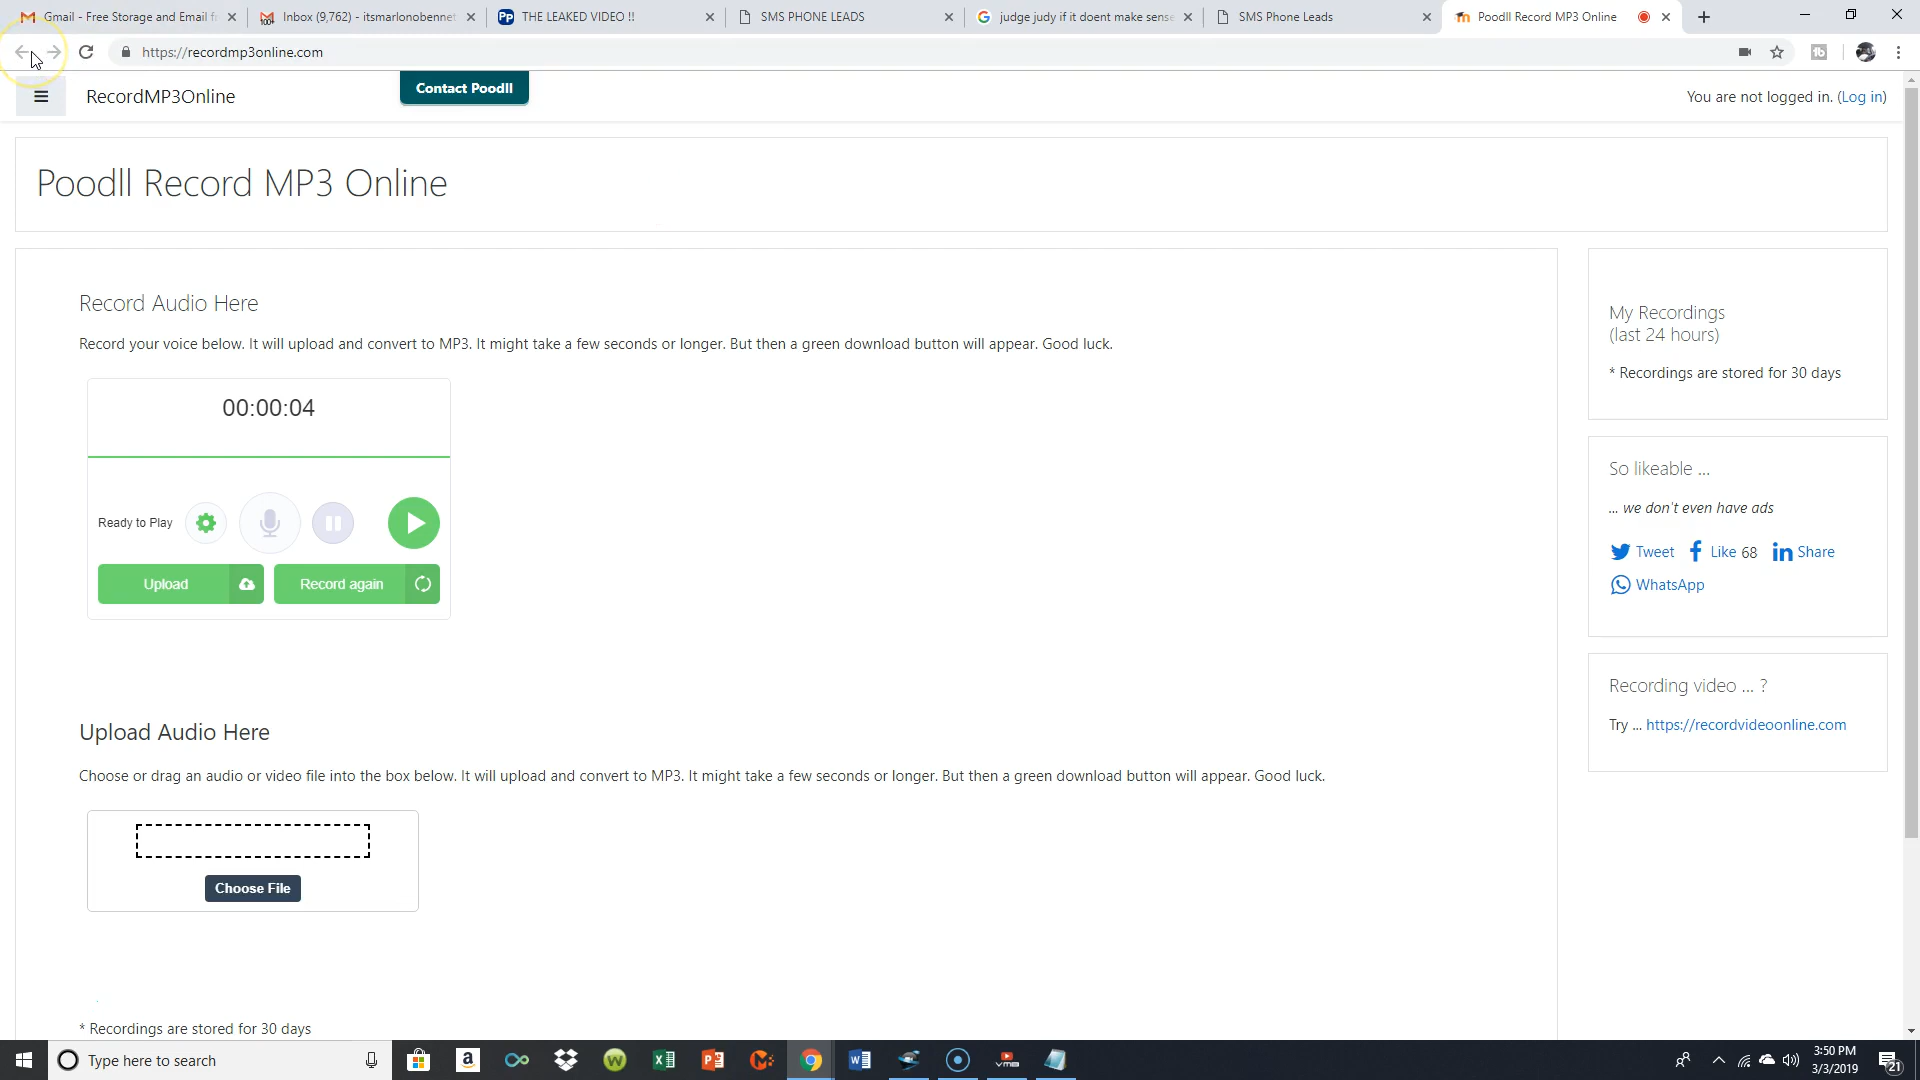 Gmail - Free Storage and Email f
Inbox (9,762) - itsmarlonobennet
THE LEAKED VIDEO !!
SMS PHONE LEADS
judge judy if it doent make sense
SMS Phone Leads
Poodll Record MP3 Online
https://recordmp3online.com
RecordMP3Online
Contact Poodll
You are not logged in. (Log in)
Poodll Record MP3 Online
Record Audio Here
Record your voice below. It will upload and convert to MP3. It might take a few seconds or longer. But then a green download button will appear. Good luck.
00:00:04
Ready to Play
Upload
Record again
My Recordings
(last 24 hours)
* Recordings are stored for 30 days
So likeable ...
... we don't even have ads
Tweet Like 68 Share
WhatsApp
Recording video ... ?
Try ... https://recordvideoonline.com
Upload Audio Here
Choose or drag an audio or video file into the box below. It will upload and convert to MP3. It might take a few seconds or longer. But then a green download button will appear. Good luck.
Choose File
* Recordings are stored for 30 days
Type here to search
3:50 PM
3/3/2019
21